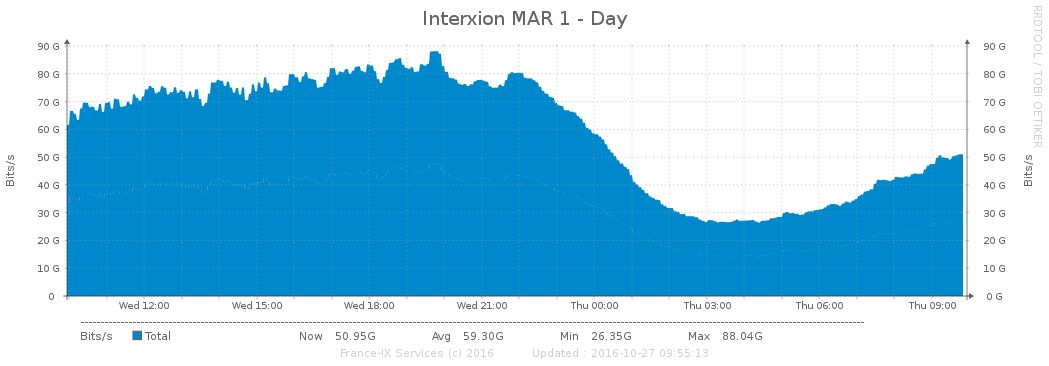 Interxion MAR 1 - Day
RRDTOOL / TOBI OETIKER
Bits/s
90 G
80 G
70 G
60 G
50 G
40 G
30 G
20 G
10 G
0
90 G
80 G
70 G
60 G
50 G
40 G
30 G
20 G
10 G
0 G
Bits/s
Wed 12:00 Wed 15:00 Wed 18:00 Wed 21:00 Thu 00:00 Thu 03:00 Thu 06:00 Thu 09:00
Bits/s Total Now 50.95G Avg 59.30G Min 26.35G Max 88.04G
France-IX Services (c) 2016 Updated : 2016-10-27 09:55:13